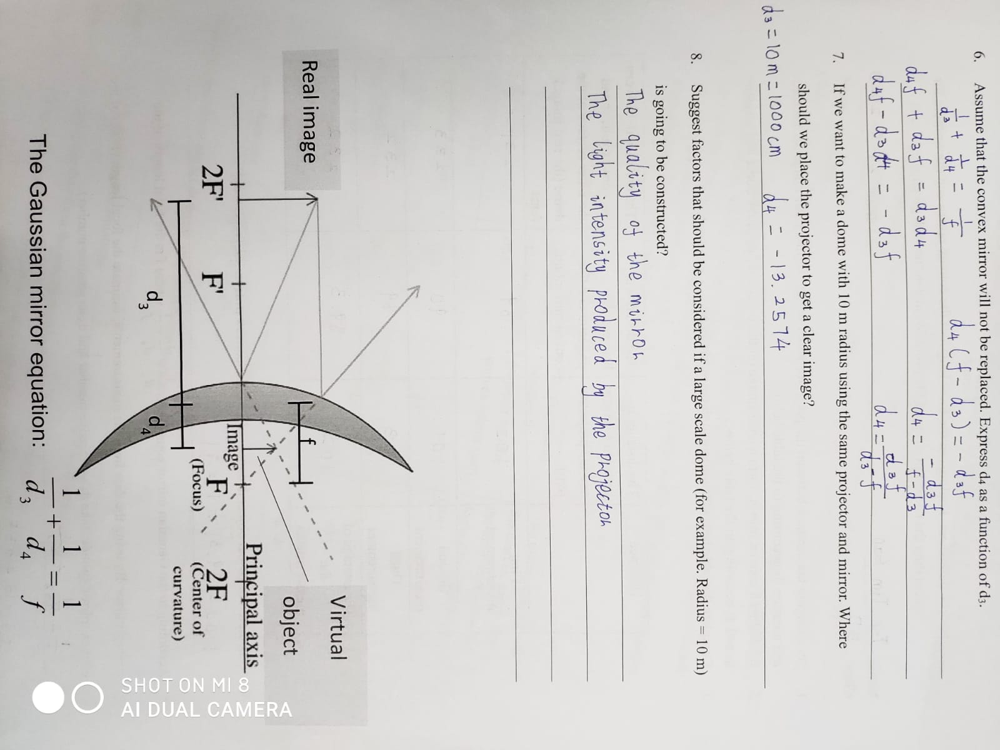 6. Assume that the convex mirror will not be replaced. Express d4 as a function of d3.
1/d3 + 1/d4 = 1/f    d4(f - d3) = - d3f
d4f + d3f = d3d4    d4 = - d3f / f - d3
d4f - d3d4 = - d3f    d4 = d3f / d3 - f
7. If we want to make a dome with 10 m radius using the same projector and mirror. Where
should we place the projector to get a clear image?
d3 = 10m = 1000cm    d4 = - 13.2574
8. Suggest factors that should be considered if a large scale dome (for example. Radius = 10 m)
is going to be constructed?
The quality of the mirror
The light intensity produced by the projector
Real image
Virtual
object
f
Principal axis
2F' F' Image F 2F
(Focus) (Center of
curvature)
d3 d4
The Gaussian mirror equation: 1/d3 + 1/d4 = 1/f
SHOT ON MI 8
AI DUAL CAMERA